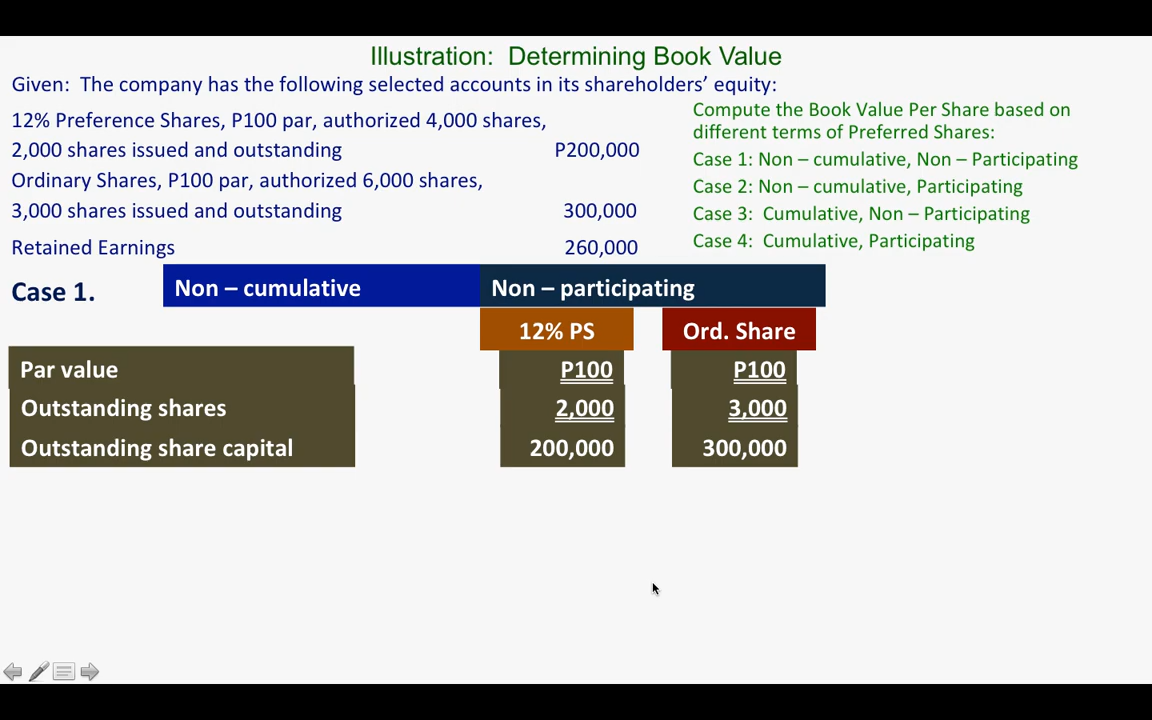 Illustration:  Determining Book Value
Given:  The company has the following selected accounts in its shareholders’ equity:
12% Preference Shares, P100 par, authorized 4,000 shares,
2,000 shares issued and outstanding P200,000
Ordinary Shares, P100 par, authorized 6,000 shares,
3,000 shares issued and outstanding 300,000
Retained Earnings 260,000
Compute the Book Value Per Share based on
different terms of Preferred Shares:
Case 1: Non – cumulative, Non – Participating
Case 2: Non – cumulative, Participating
Case 3:  Cumulative, Non – Participating
Case 4:  Cumulative, Participating
Case 1. Non – cumulative Non – participating
12% PS Ord. Share
Par value P100 P100
Outstanding shares 2,000 3,000
Outstanding share capital 200,000 300,000